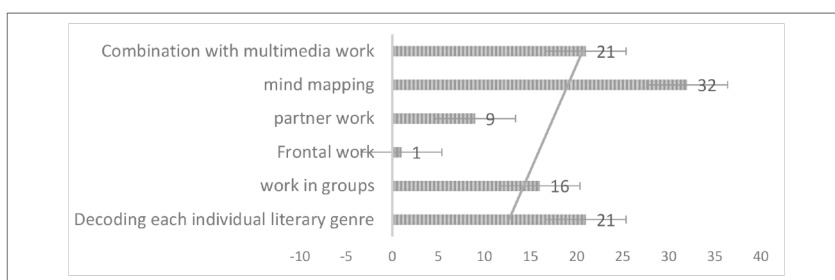 Combination with multimedia work 21
mind mapping 32
partner work 9
Frontal work 1
work in groups 16
Decoding each individual literary genre 21
-10 -5 0 5 10 15 20 25 30 35 40